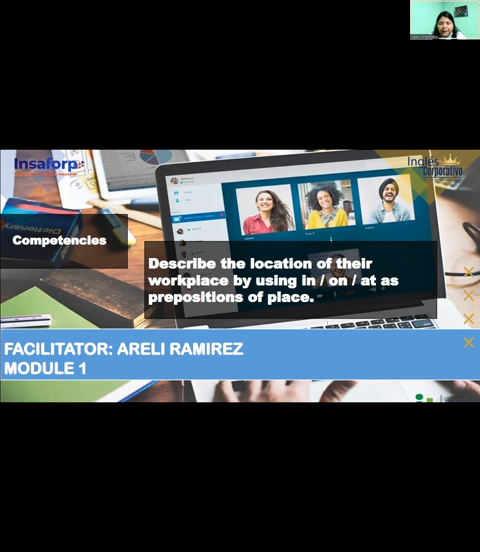 Insaforp
Inglés
Corporativo
Dictionary
Competencies
Describe the location of their
workplace by using in / on / at as
prepositions of place.
FACILITATOR: ARELI RAMIREZ
MODULE 1